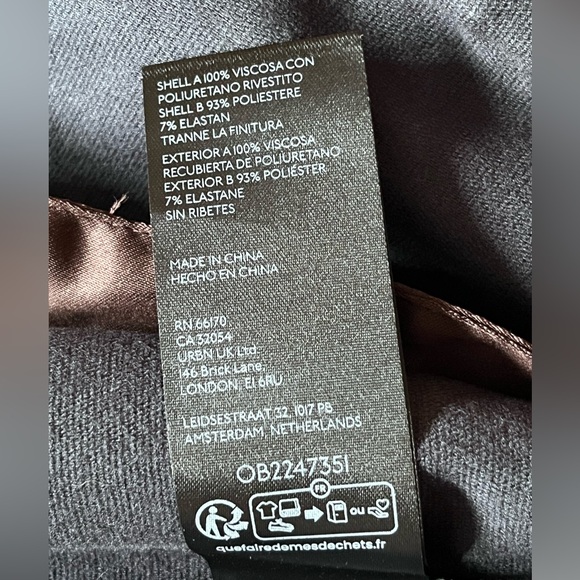 SHELL A 100% VISCOSA CON
POLIURETANO RIVESTITO
SHELL B 93% POLIESTERE
7% ELASTAN
TRANNE LA FINITURA
EXTERIOR A 100% VISCOSA
RECUBIERTA DE POLIURETANO
EXTERIOR B 93% POLIÉSTER
7% ELASTANE
SIN RIBETES
MADE IN CHINA
HECHO EN CHINA
RN 66170
CA 32054
URBN UK Ltd.
146 Brick Lane,
LONDON, E1 6RU
LEIDSESTRAAT 32, 1017 PB
AMSTERDAM, NETHERLANDS
OB2247351
FR
ou
quefairedemesdechets.fr